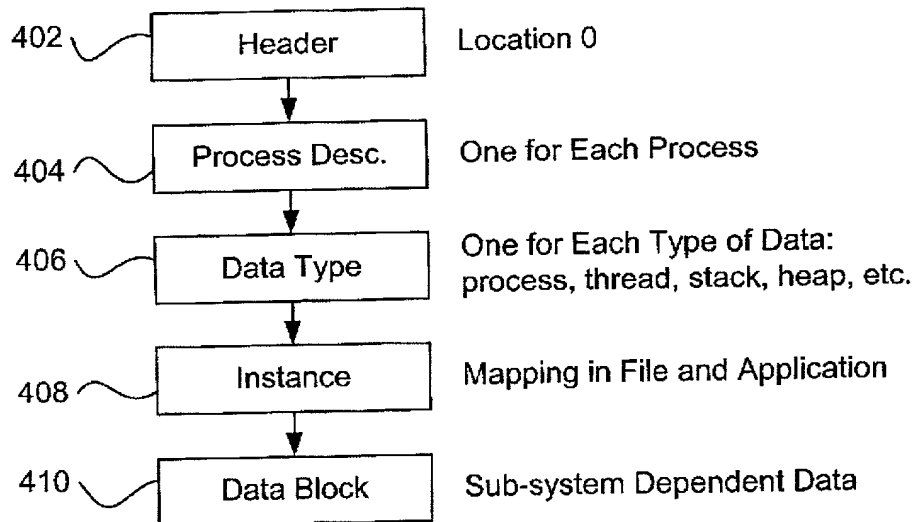 402
Header
Location 0
404
Process Desc.
One for Each Process
406
Data Type
One for Each Type of Data:
process, thread, stack, heap, etc.
408
Instance
Mapping in File and Application
410
Data Block
Sub-system Dependent Data